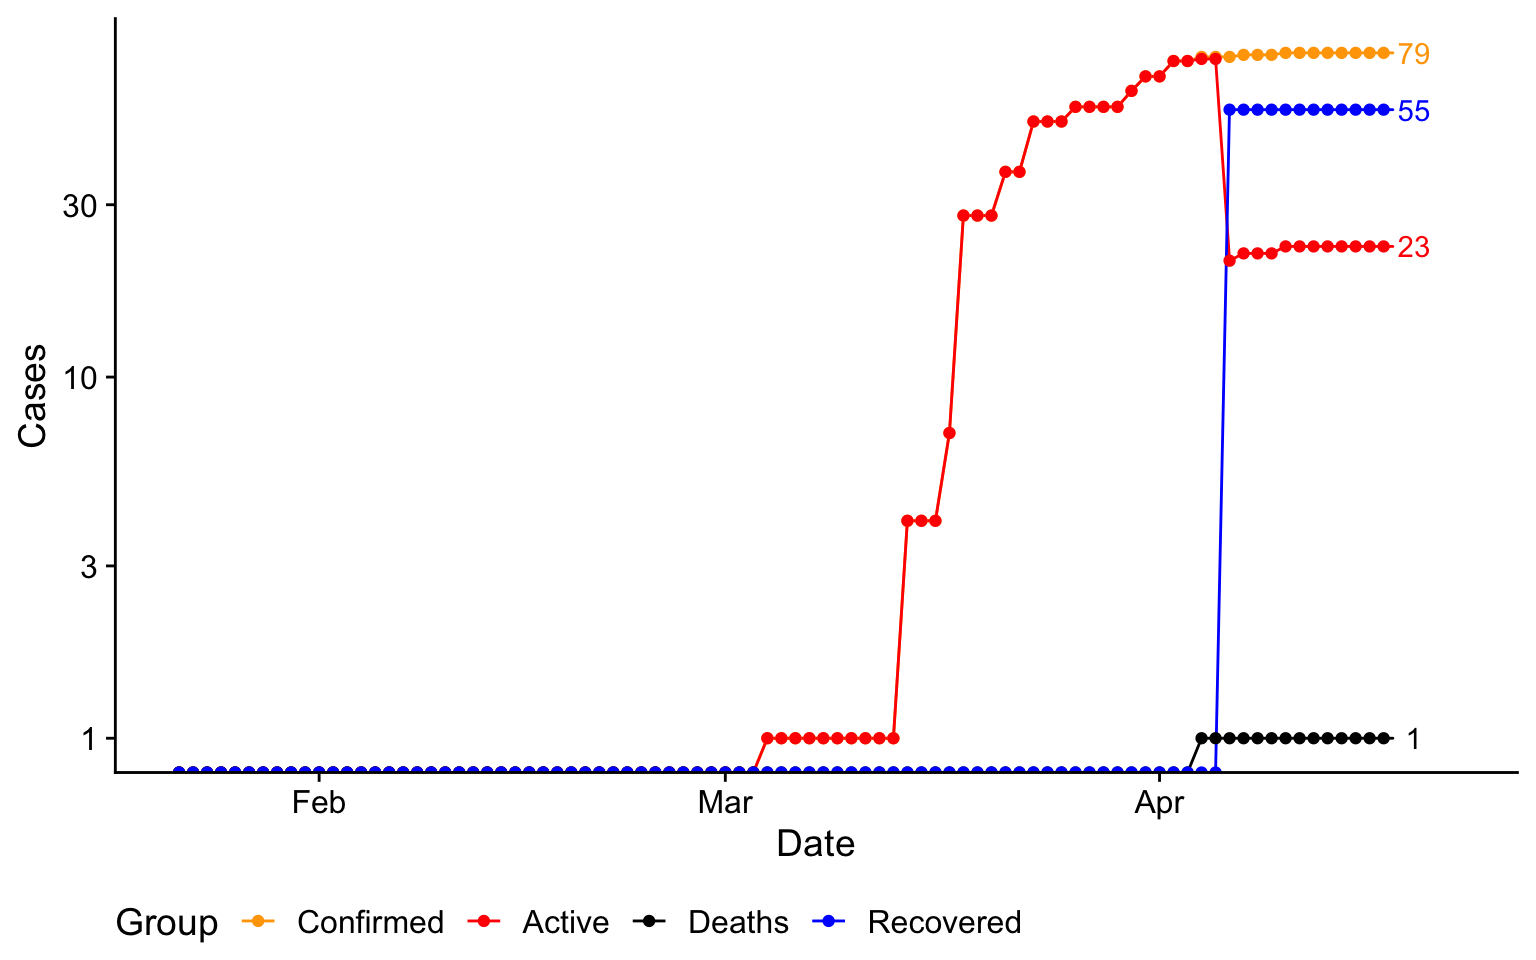 79
55
30
23
10
Cases
3
1
1
Feb Mar Apr
Date
Group Confirmed Active Deaths Recovered